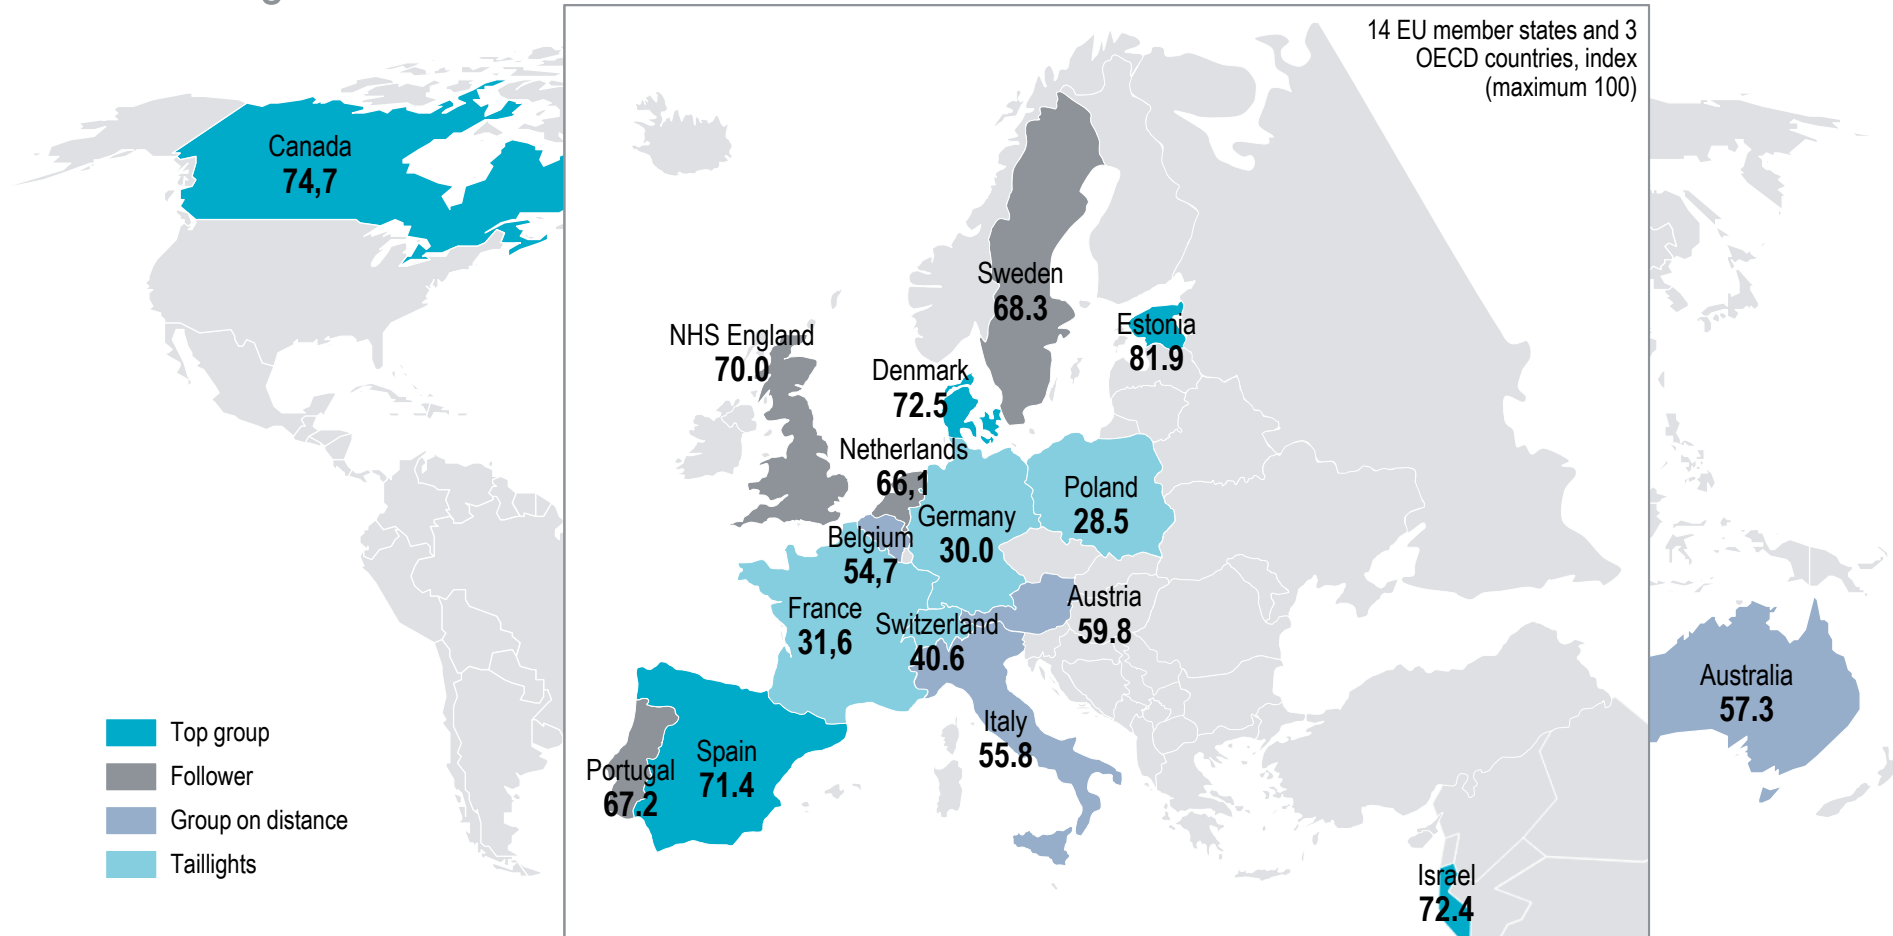 14 EU member states and 3
OECD countries, index
(maximum 100)
Canada
74,7
Sweden
68.3
NHS England
70.0
Estonia
81.9
Denmark
72.5
Netherlands
66,1
Poland
28.5
Germany
30.0
Belgium
54,7
Austria
59.8
France
31,6
Switzerland
40.6
Australia
57.3
Italy
55.8
Spain
71.4
Portugal
67.2
Israel
72.4
Top group
Follower
Group on distance
Taillights